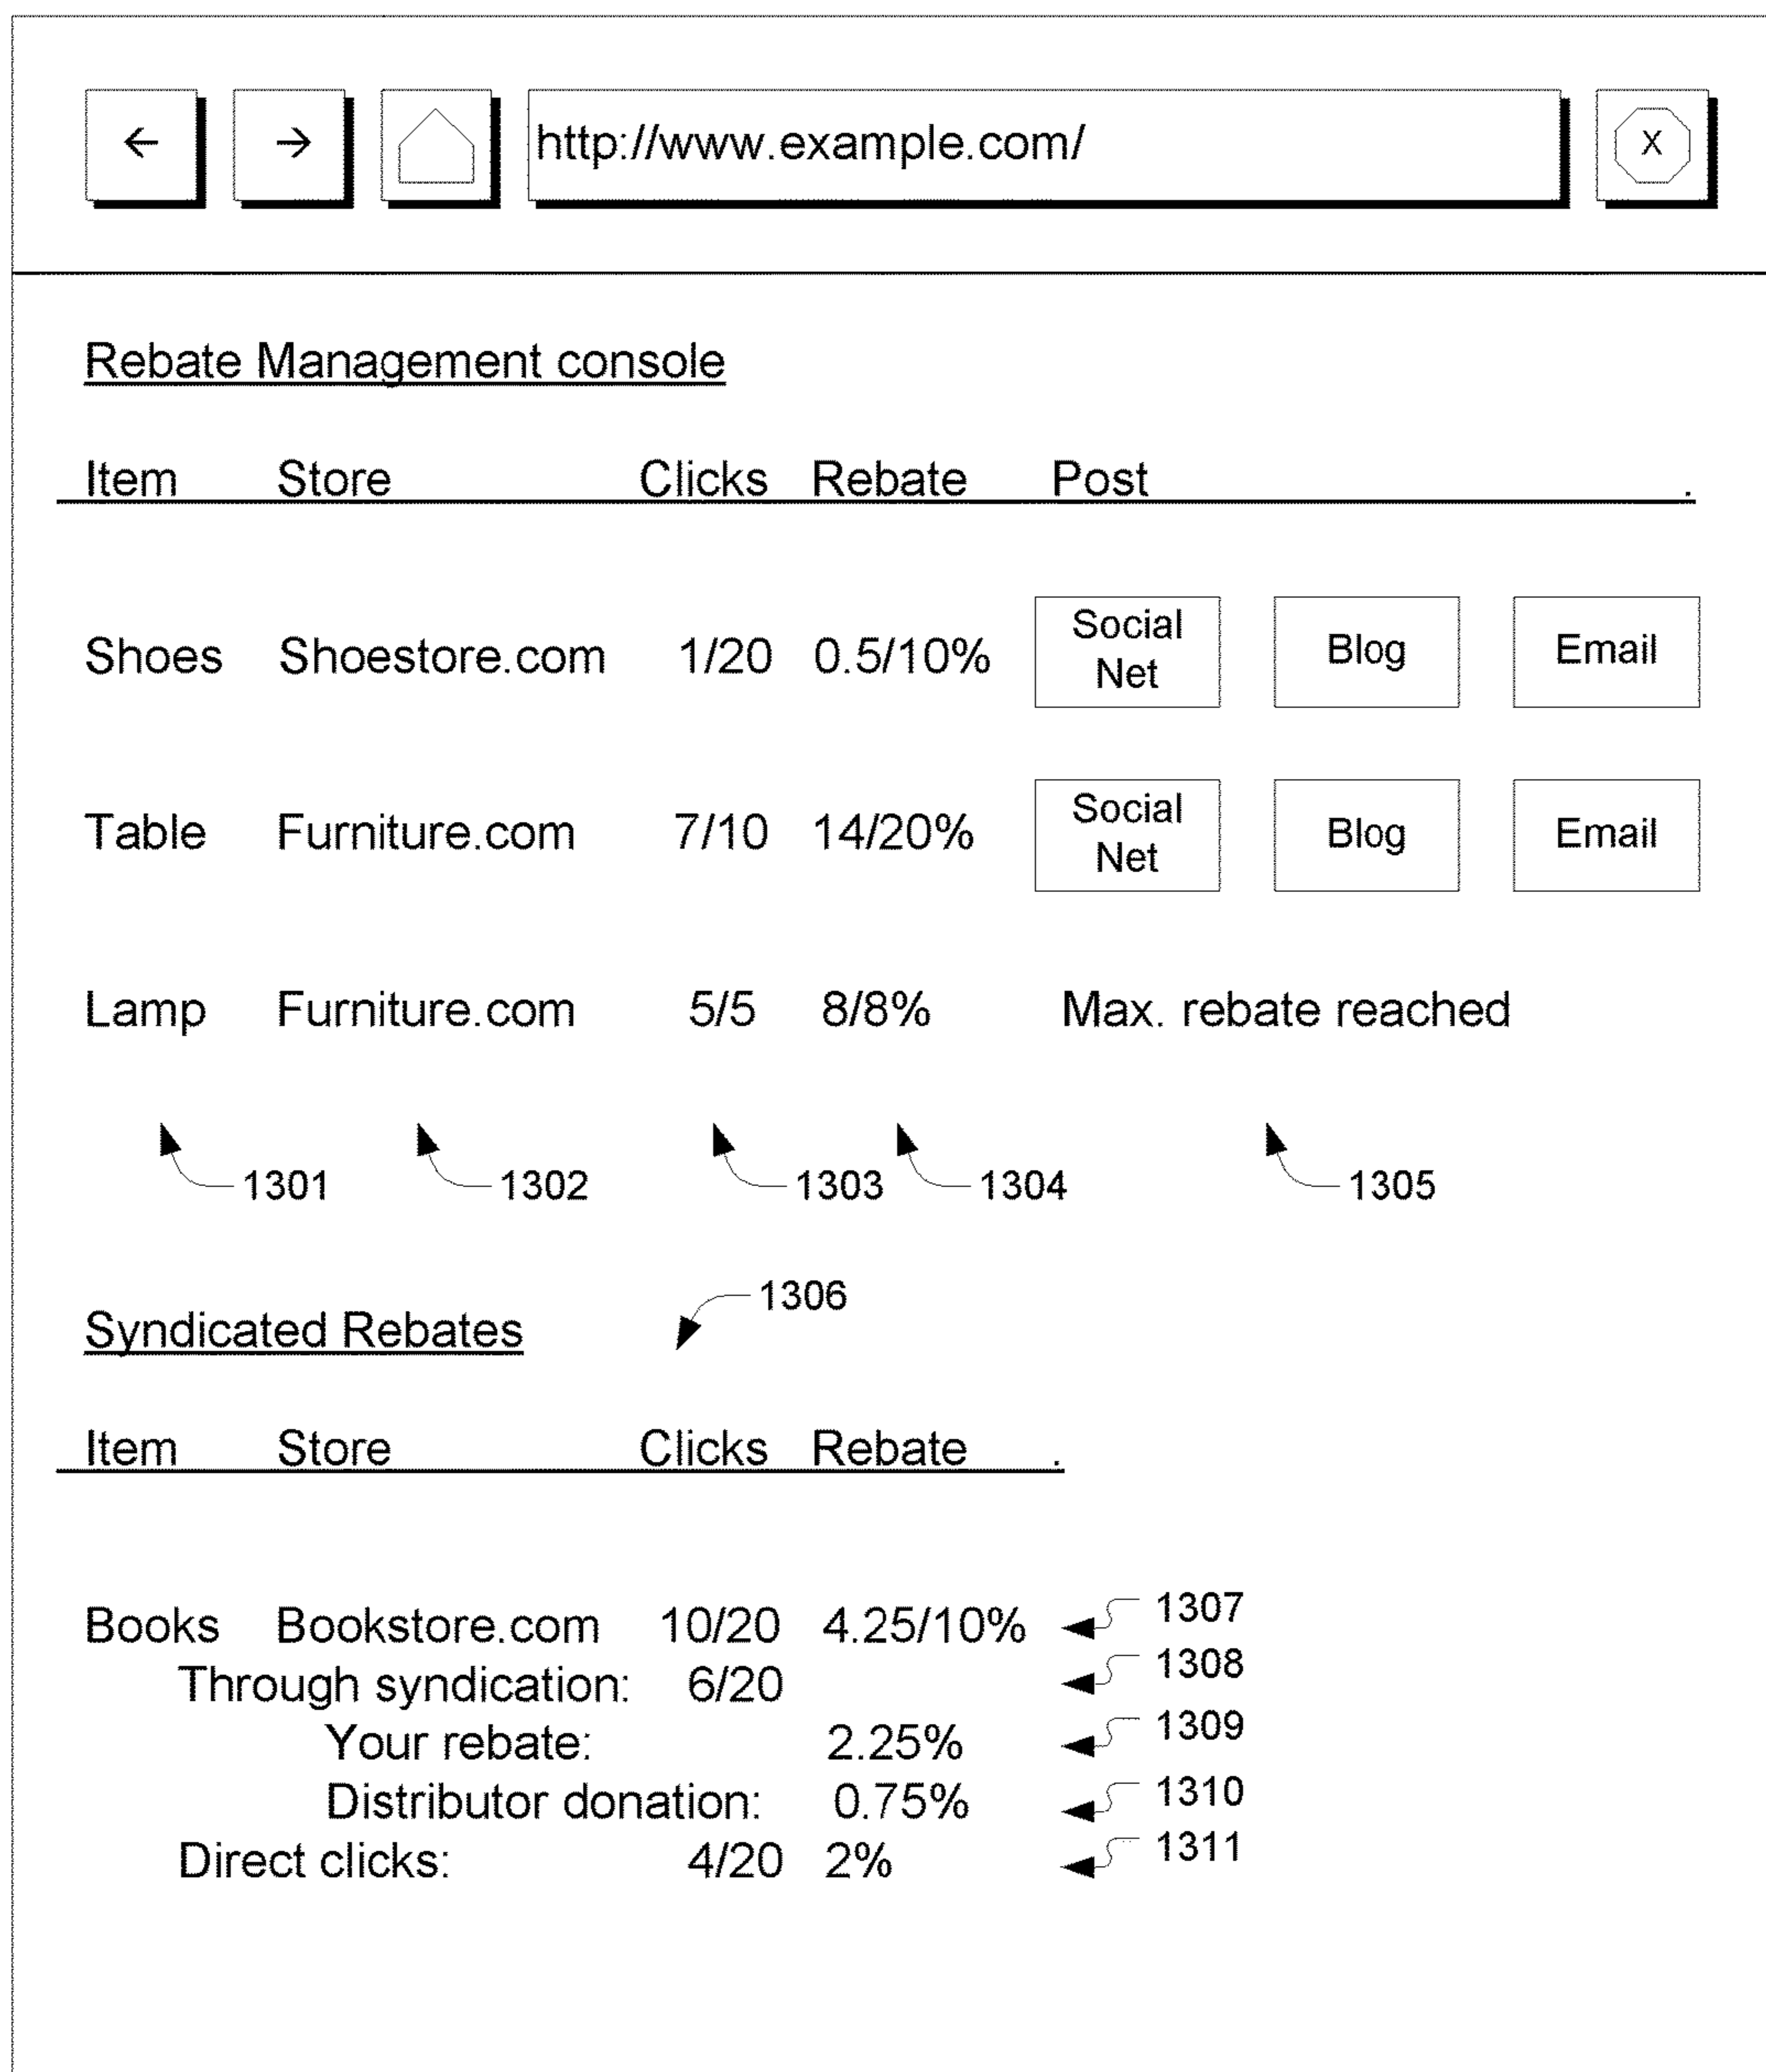 ← → http://www.example.com/ X
Rebate Management console
Item Store Clicks Rebate Post .
Shoes Shoestore.com 1/20 0.5/10% Social Net Blog Email
Table Furniture.com 7/10 14/20% Social Net Blog Email
Lamp Furniture.com 5/5 8/8% Max. rebate reached
1301 1302 1303 1304 1305
1306
Syndicated Rebates
Item Store Clicks Rebate .
Books Bookstore.com 10/20 4.25/10% 1307
Through syndication: 6/20 1308
Your rebate: 2.25% 1309
Distributor donation: 0.75% 1310
Direct clicks: 4/20 2% 1311